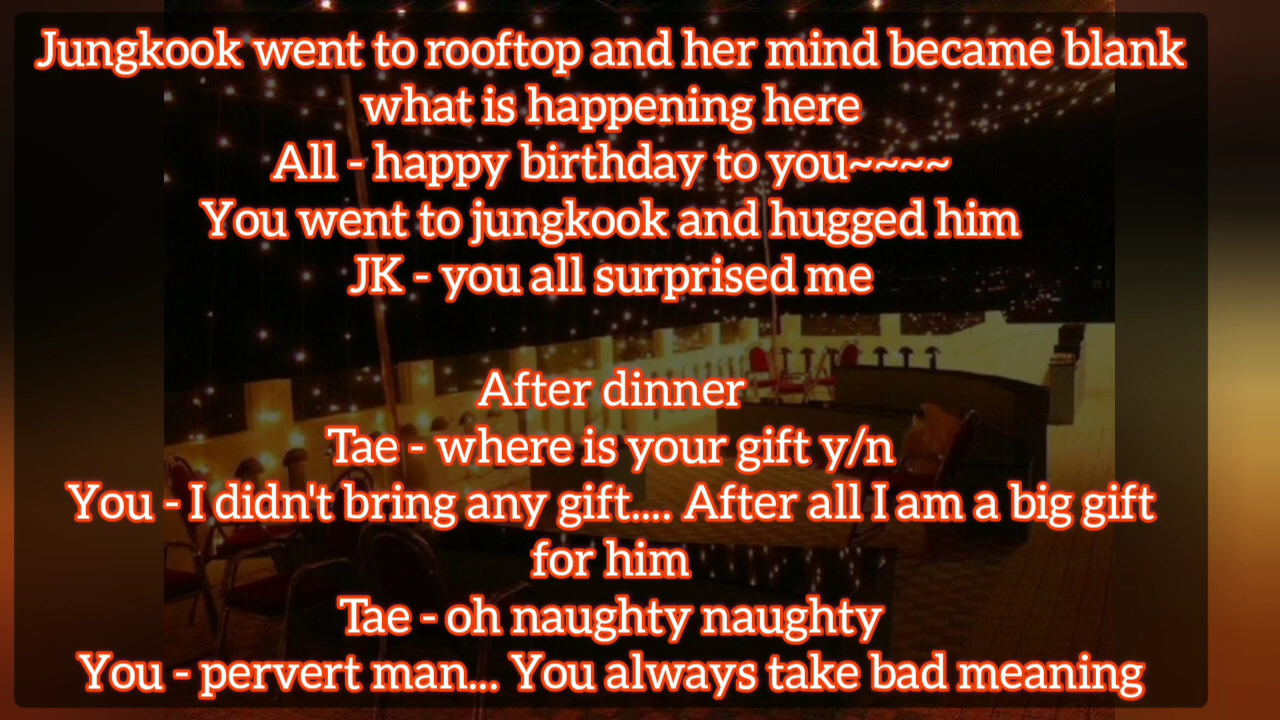 Jungkook went to rooftop and her mind became blank
what is happening here
All - happy birthday to you~~~~
You went to jungkook and hugged him
JK - you all surprised me
After dinner
Tae - where is your gift y/n
You - I didn't bring any gift.... After all I am a big gift
for him
Tae - oh naughty naughty
You - pervert man... You always take bad meaning